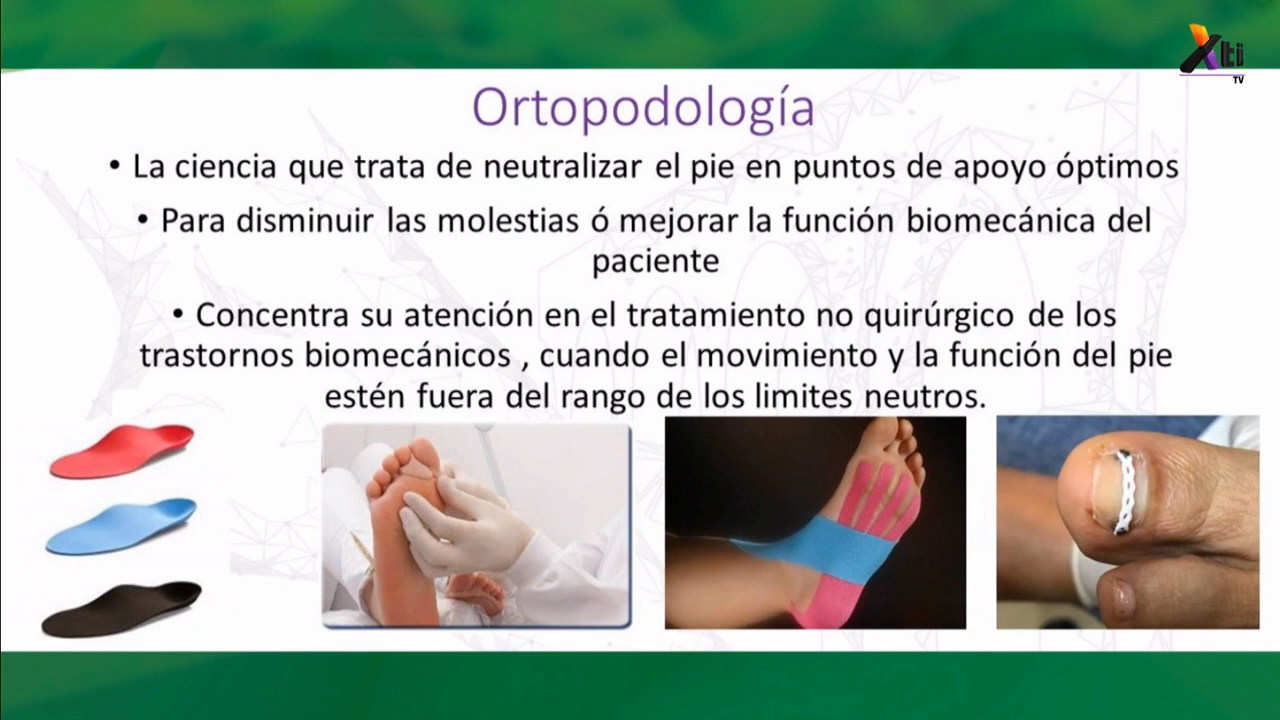 Xti
TV
Ortopodología
• La ciencia que trata de neutralizar el pie en puntos de apoyo óptimos
• Para disminuir las molestias ó mejorar la función biomecánica del
paciente
• Concentra su atención en el tratamiento no quirúrgico de los
trastornos biomecánicos , cuando el movimiento y la función del pie
estén fuera del rango de los limites neutros.